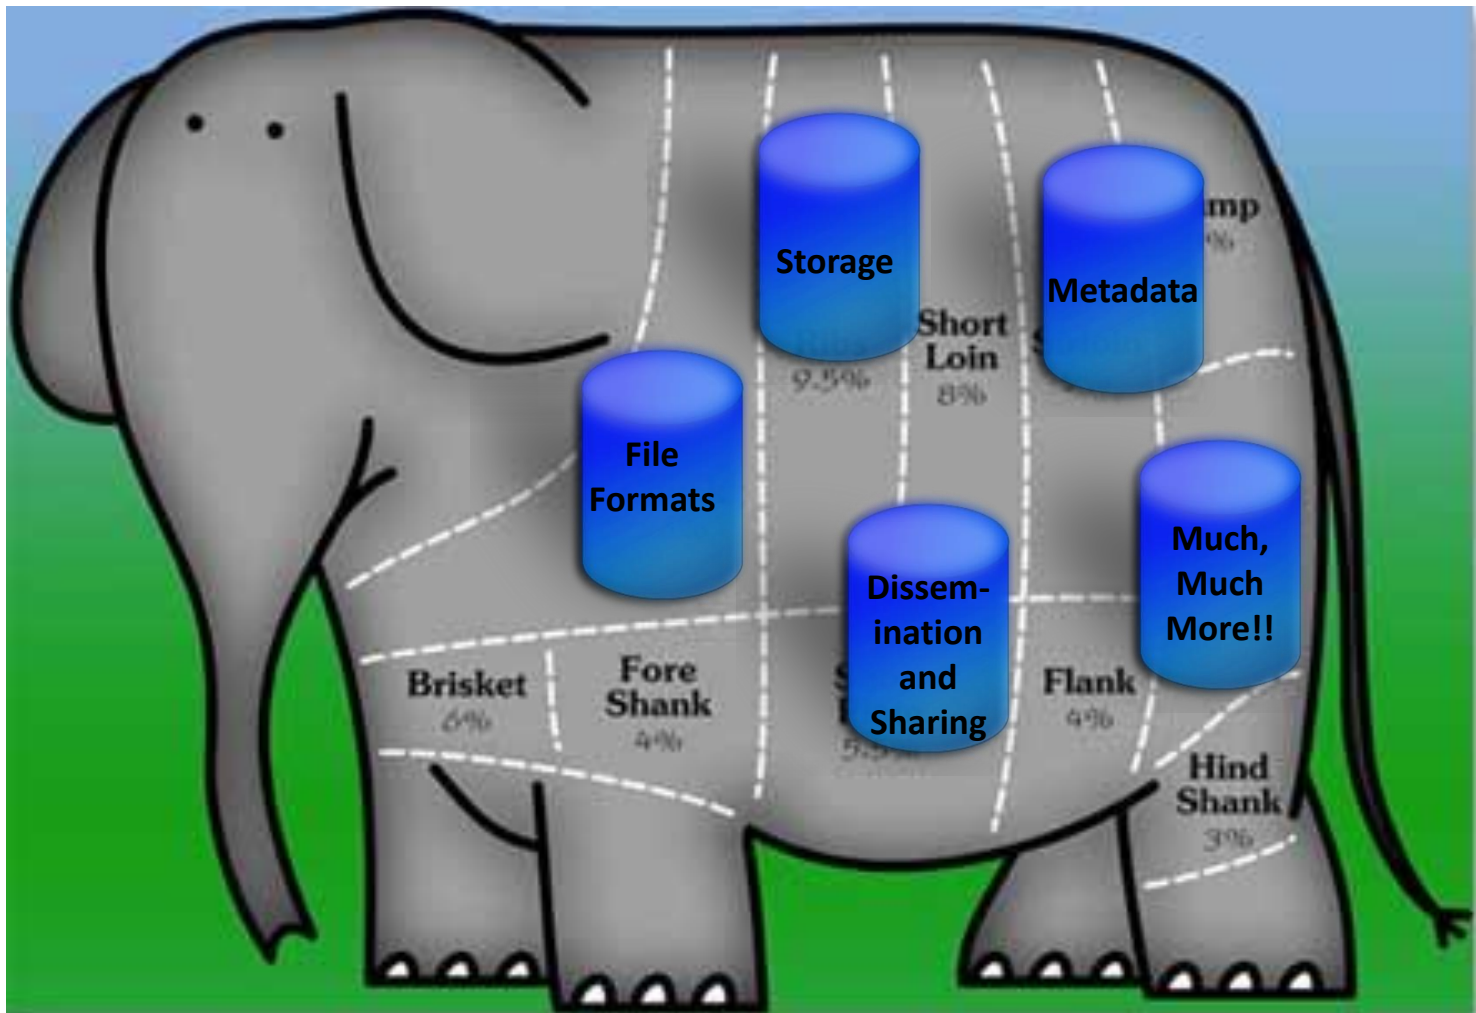 Storage
Metadata
mp
%
9.5%
Short
Loin
8%
File
Formats
Dissem-
ination
and
Sharing
Much,
Much
More!!
Brisket
6%
Fore
Shank
4%
Flank
4%
Hind
Shank
3%